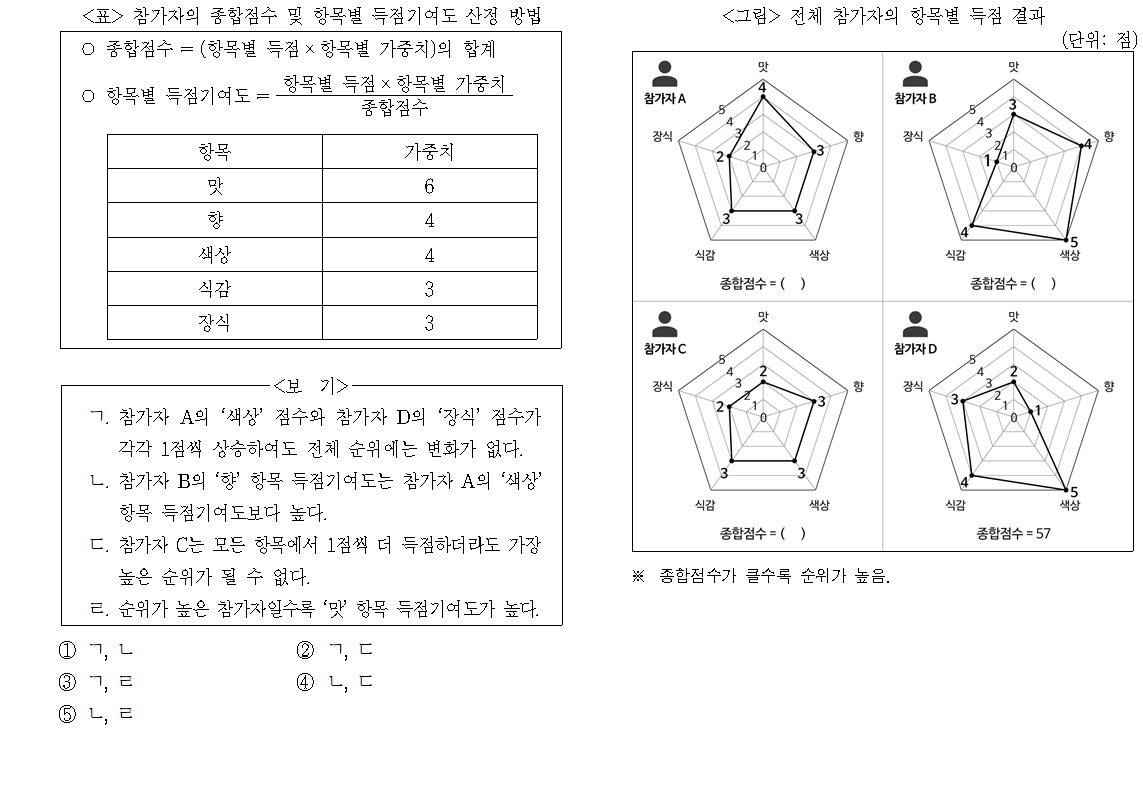 <표> 참가자의 종합점수 및 항목별 득점기여도 산정 방법
○ 종합점수 = (항목별 득점 × 항목별 가중치)의 합계
○ 항목별 득점기여도 = 항목별 득점 × 항목별 가중치
종합점수
항목 가중치
맛 6
향 4
색상 4
식감 3
장식 3
<보 기>
ㄱ. 참가자 A의 ‘색상’ 점수와 참가자 D의 ‘장식’ 점수가
각각 1점씩 상승하여도 전체 순위에는 변화가 없다.
ㄴ. 참가자 B의 ‘향’ 항목 득점기여도는 참가자 A의 ‘색상’
항목 득점기여도보다 높다.
ㄷ. 참가자 C는 모든 항목에서 1점씩 더 득점하더라도 가장
높은 순위가 될 수 없다.
ㄹ. 순위가 높은 참가자일수록 ‘맛’ 항목 득점기여도가 높다.
① ㄱ, ㄴ ② ㄱ, ㄷ
③ ㄱ, ㄹ ④ ㄴ, ㄷ
⑤ ㄴ, ㄹ
<그림> 전체 참가자의 항목별 득점 결과
(단위: 점)
참가자 A
맛
4
향
3
색상
3
식감
3
장식
2
5
4
3
2
1
0
종합점수 = ( )
참가자 B
맛
3
향
4
색상
5
식감
4
장식
1
5
4
3
2
1
0
종합점수 = ( )
참가자 C
맛
2
향
3
색상
3
식감
3
장식
2
5
4
3
2
1
0
종합점수 = ( )
참가자 D
맛
2
향
1
색상
5
식감
4
장식
3
5
4
3
2
1
0
종합점수 = 57
※ 종합점수가 클수록 순위가 높음.